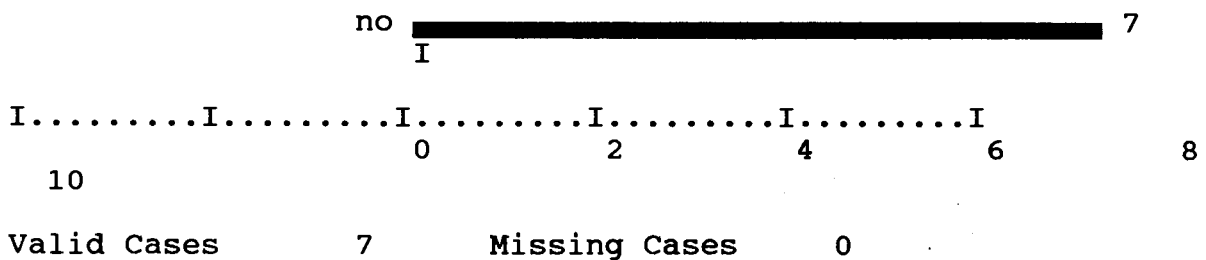 no 7
I
I.........I.........I.........I.........I.........I
0 2 4 6 8
10
Valid Cases 7 Missing Cases 0